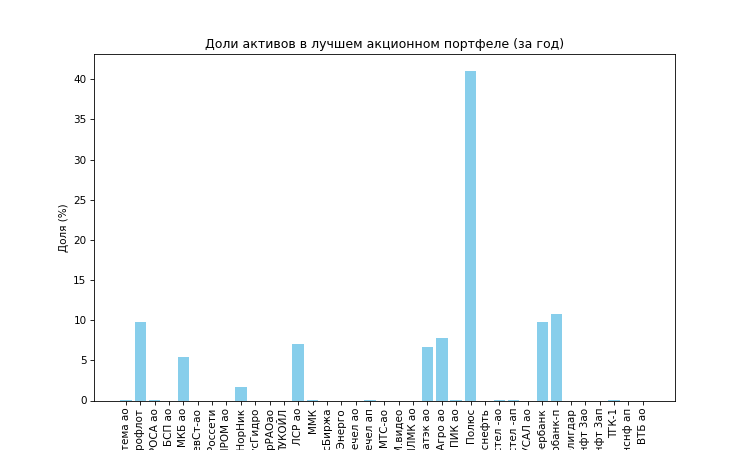 Доли активов в лучшем акционном портфеле (за год)
Доля (%)
40
35
30
25
20
15
10
5
0
тема ао
рофлот
РОСА ао
БСП ао
МКБ ао
евСт-ао
Россети
ПРОМ ао
НорНик
усГидро
рРАОао
ЛУКОЙЛ
ЛСР ао
ММК
сБиржа
Энерго
ечел ао
ечел ап
МТС-ао
М.видео
ЛМК ао
атэк ао
Агро ао
ПИК ао
Полюс
снефть
стел -ао
стел -ап
УСАЛ ао
ербанк
рбанк-п
лигдар
нфт 3ао
нфт 3ап
ТГК-1
нснф ап
ВТБ ао